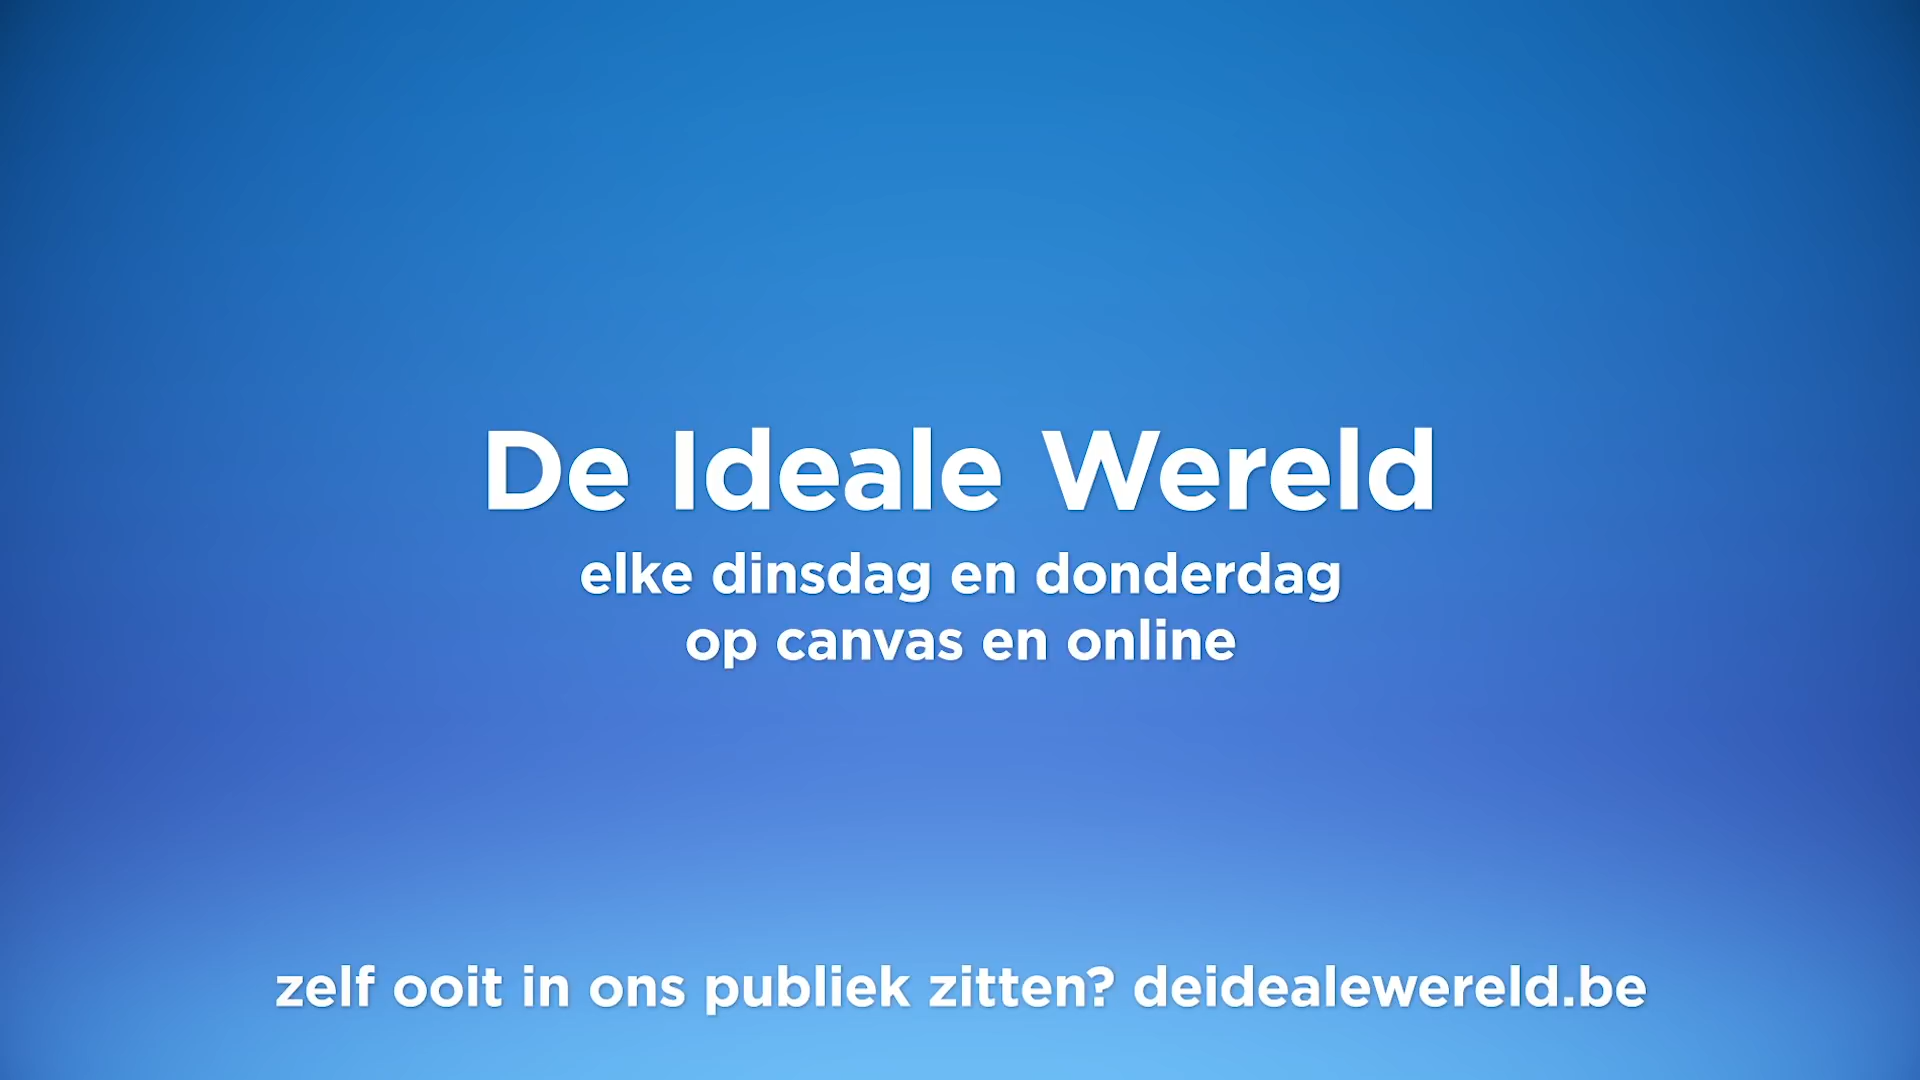 De Ideale Wereld
elke dinsdag en donderdag
op canvas en online
zelf ooit in ons publiek zitten? deidealewereld.be